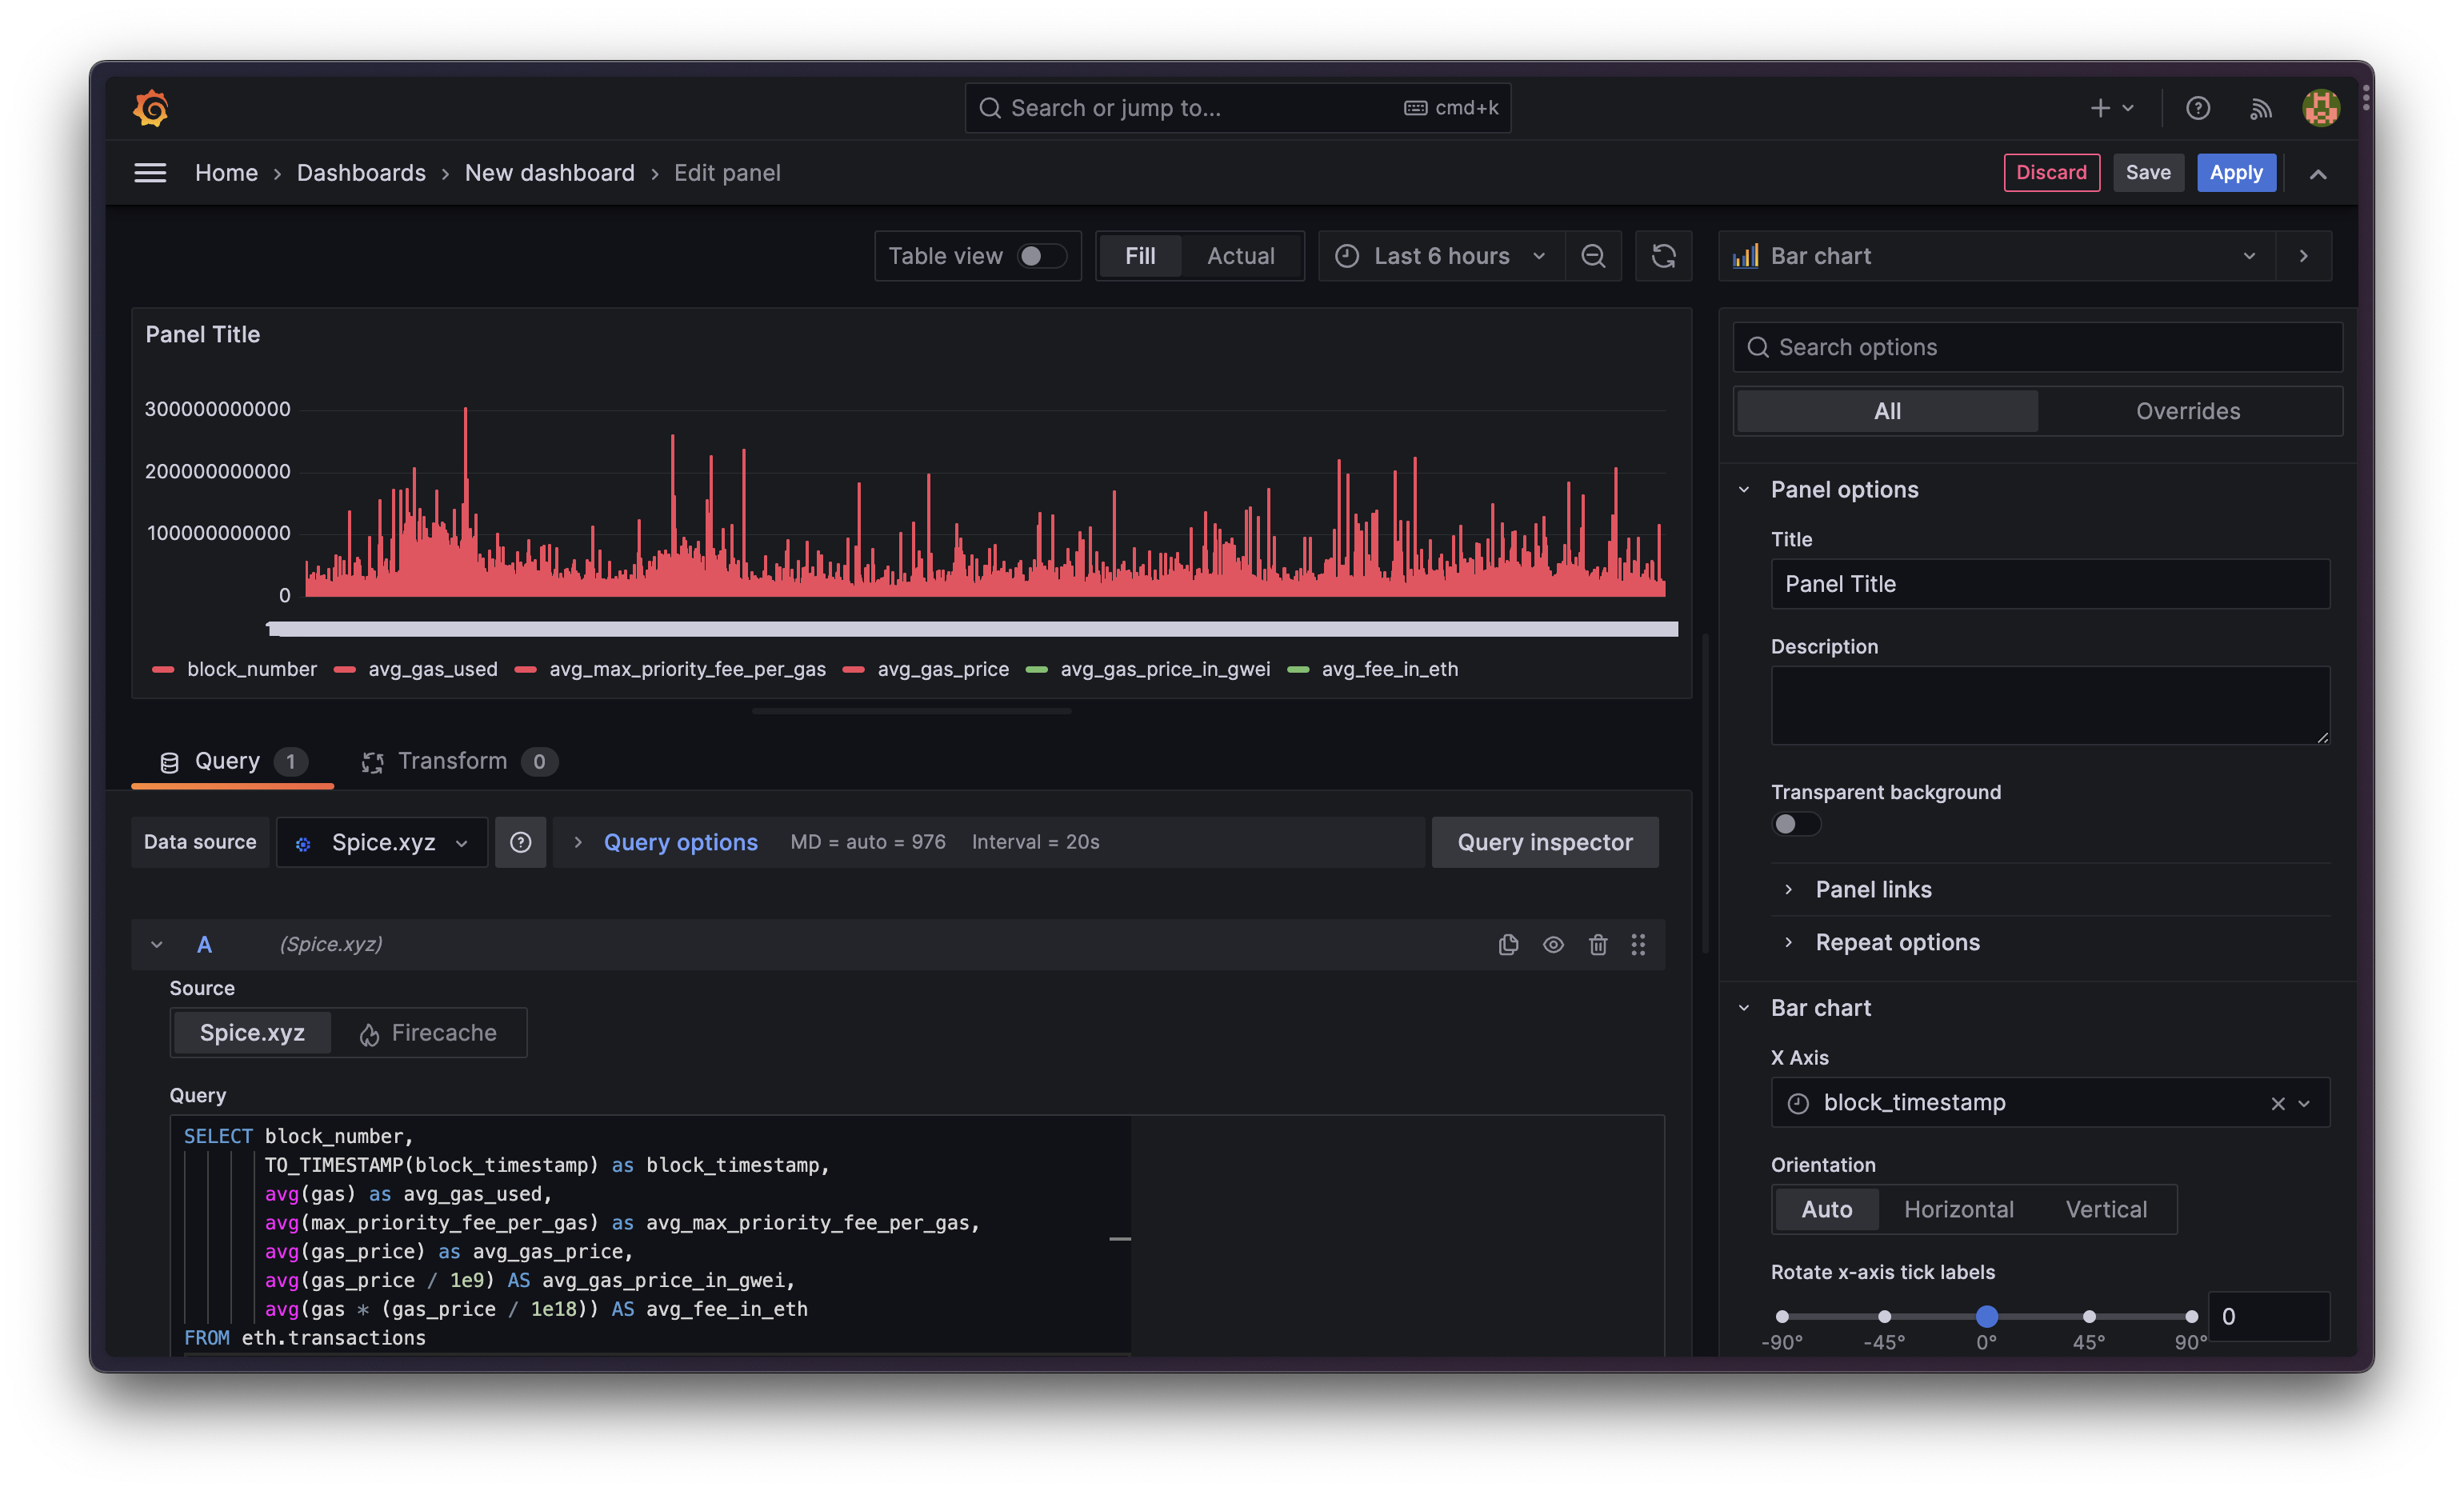 Search or jump to...
cmd+k
Home › Dashboards › New dashboard › Edit panel
Discard
Save
Apply
Table view
Fill
Actual
Last 6 hours
Bar chart
Panel Title
300000000000
200000000000
100000000000
0
block_number
avg_gas_used
avg_max_priority_fee_per_gas
avg_gas_price
avg_gas_price_in_gwei
avg_fee_in_eth
Query 1
Transform 0
Data source
Spice.xyz
Query options
MD = auto = 976
Interval = 20s
Query inspector
A
(Spice.xyz)
Source
Spice.xyz
Firecache
Query
SELECT block_number,
TO_TIMESTAMP(block_timestamp) as block_timestamp,
avg(gas) as avg_gas_used,
avg(max_priority_fee_per_gas) as avg_max_priority_fee_per_gas,
avg(gas_price) as avg_gas_price,
avg(gas_price / 1e9) AS avg_gas_price_in_gwei,
avg(gas * (gas_price / 1e18)) AS avg_fee_in_eth
FROM eth.transactions
Search options
All
Overrides
Panel options
Title
Panel Title
Description
Transparent background
Panel links
Repeat options
Bar chart
X Axis
block_timestamp
Orientation
Auto
Horizontal
Vertical
Rotate x-axis tick labels
0
-90°
-45°
0°
45°
90°